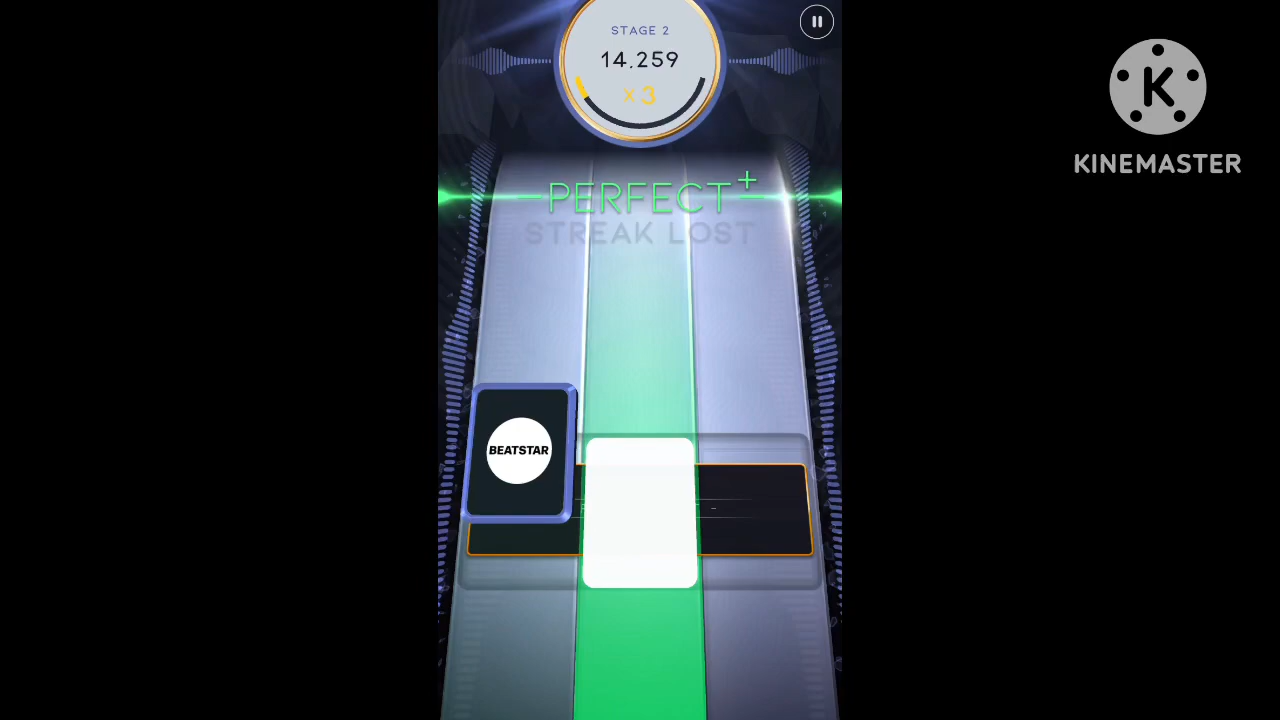 STAGE 2
14,259
x3
PERFECT+
STREAK LOST
BEATSTAR
K
KINEMASTER